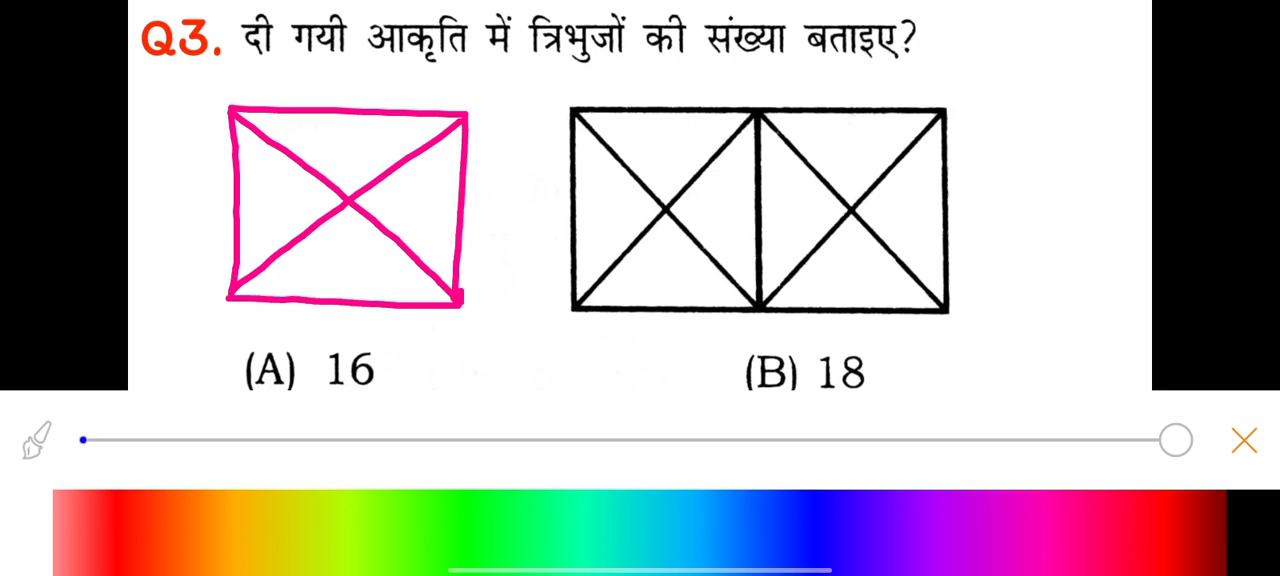 Q3. दी गयी आकृति में त्रिभुजों की संख्या बताइए?
(A) 16
(B) 18